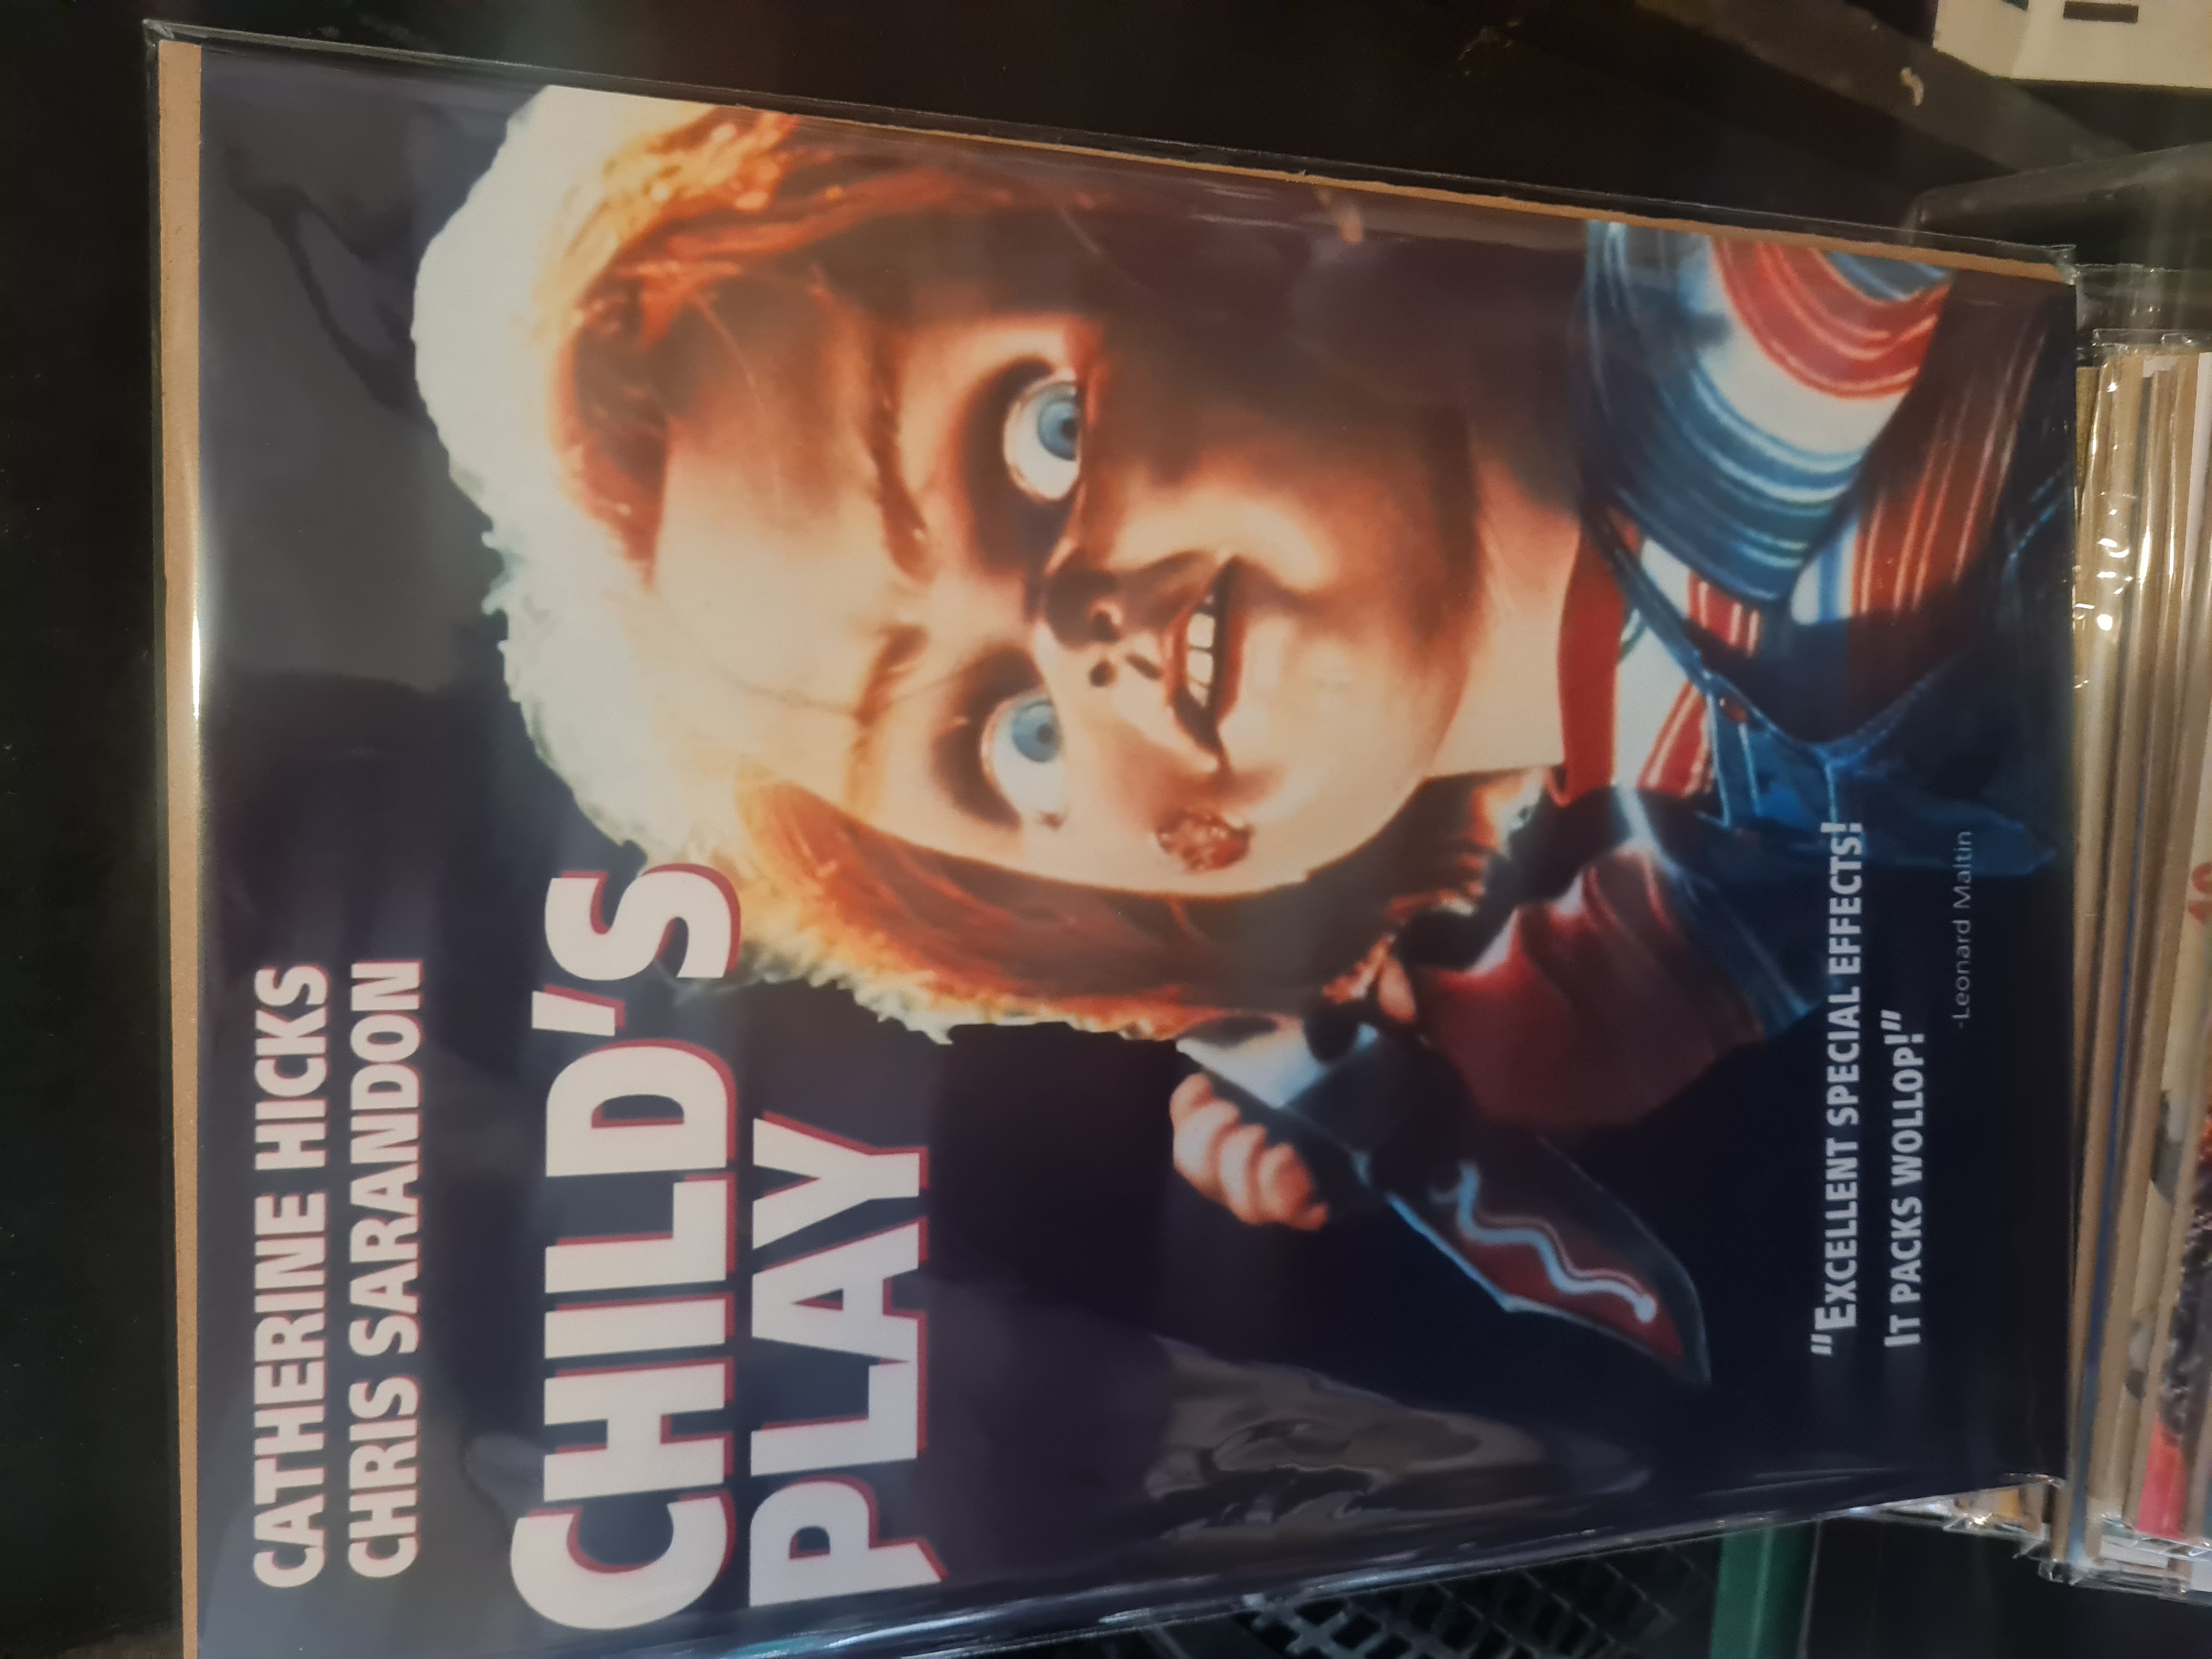 CATHERINE HICKS
CHRIS SARANDON
CHILD'S
PLAY
"EXCELLENT SPECIAL EFFECTS!
IT PACKS WOLLOP!"
-Leonard Maltin